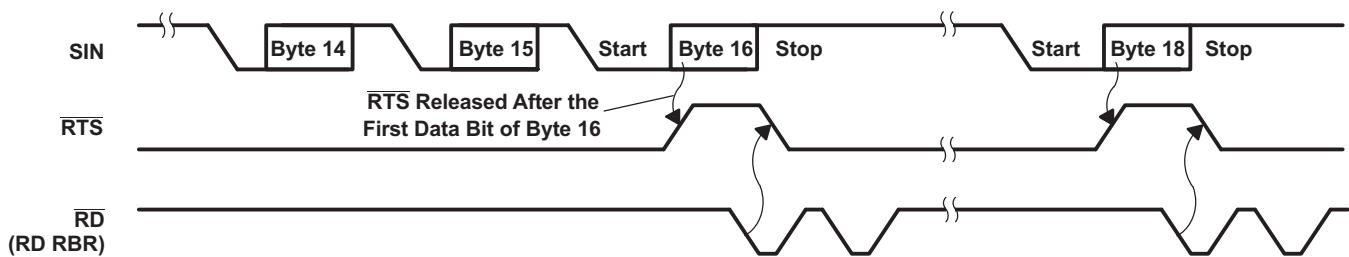 SIN
Byte 14
Byte 15
Start
Byte 16
Stop
Start
Byte 18
Stop
RTS Released After the
First Data Bit of Byte 16
RTS
RD
(RD RBR)